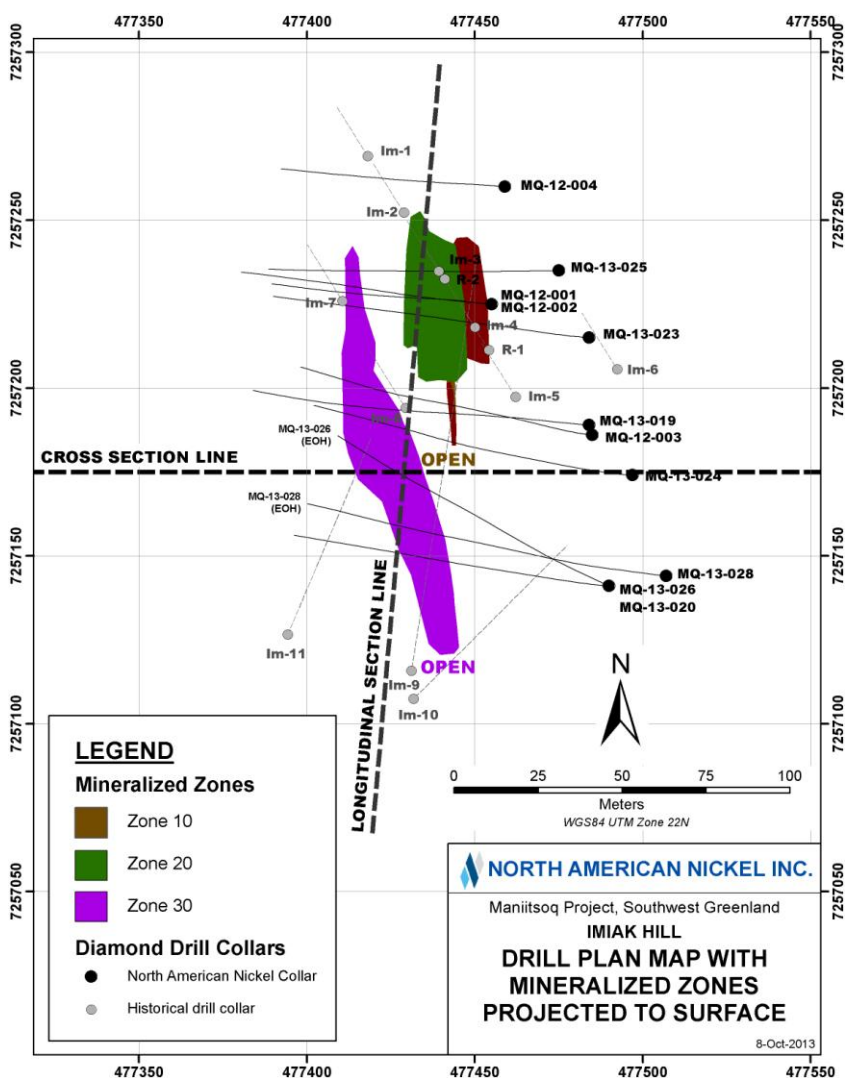 477350 477400 477450 477500 477550
7257300 7257300
Im-1
MQ-12-004
7257250 7257250
Im-2
Im-3
MQ-13-025
R-2
MQ-12-001
MQ-12-002
Im-7
Im-4
MQ-13-023
R-1
Im-6
7257200 7257200
Im-5
MQ-13-019
MQ-12-003
MQ-13-026
(EOH)
OPEN
CROSS SECTION LINE
MQ-13-024
MQ-13-028
(EOH)
7257150 7257150
MQ-13-028
MQ-13-026
MQ-13-020
Im-11
OPEN
Im-9
Im-10
LONGITUDINAL SECTION LINE
N
7257100 7257100
0 25 50 75 100
Meters
WGS84 UTM Zone 22N
LEGEND
Mineralized Zones
Zone 10
Zone 20
Zone 30
Diamond Drill Collars
North American Nickel Collar
Historical drill collar
7257050 7257050
NORTH AMERICAN NICKEL INC.
Maniitsoq Project, Southwest Greenland
IMIAK HILL
DRILL PLAN MAP WITH
MINERALIZED ZONES
PROJECTED TO SURFACE
8-Oct-2013
477350 477400 477450 477500 477550